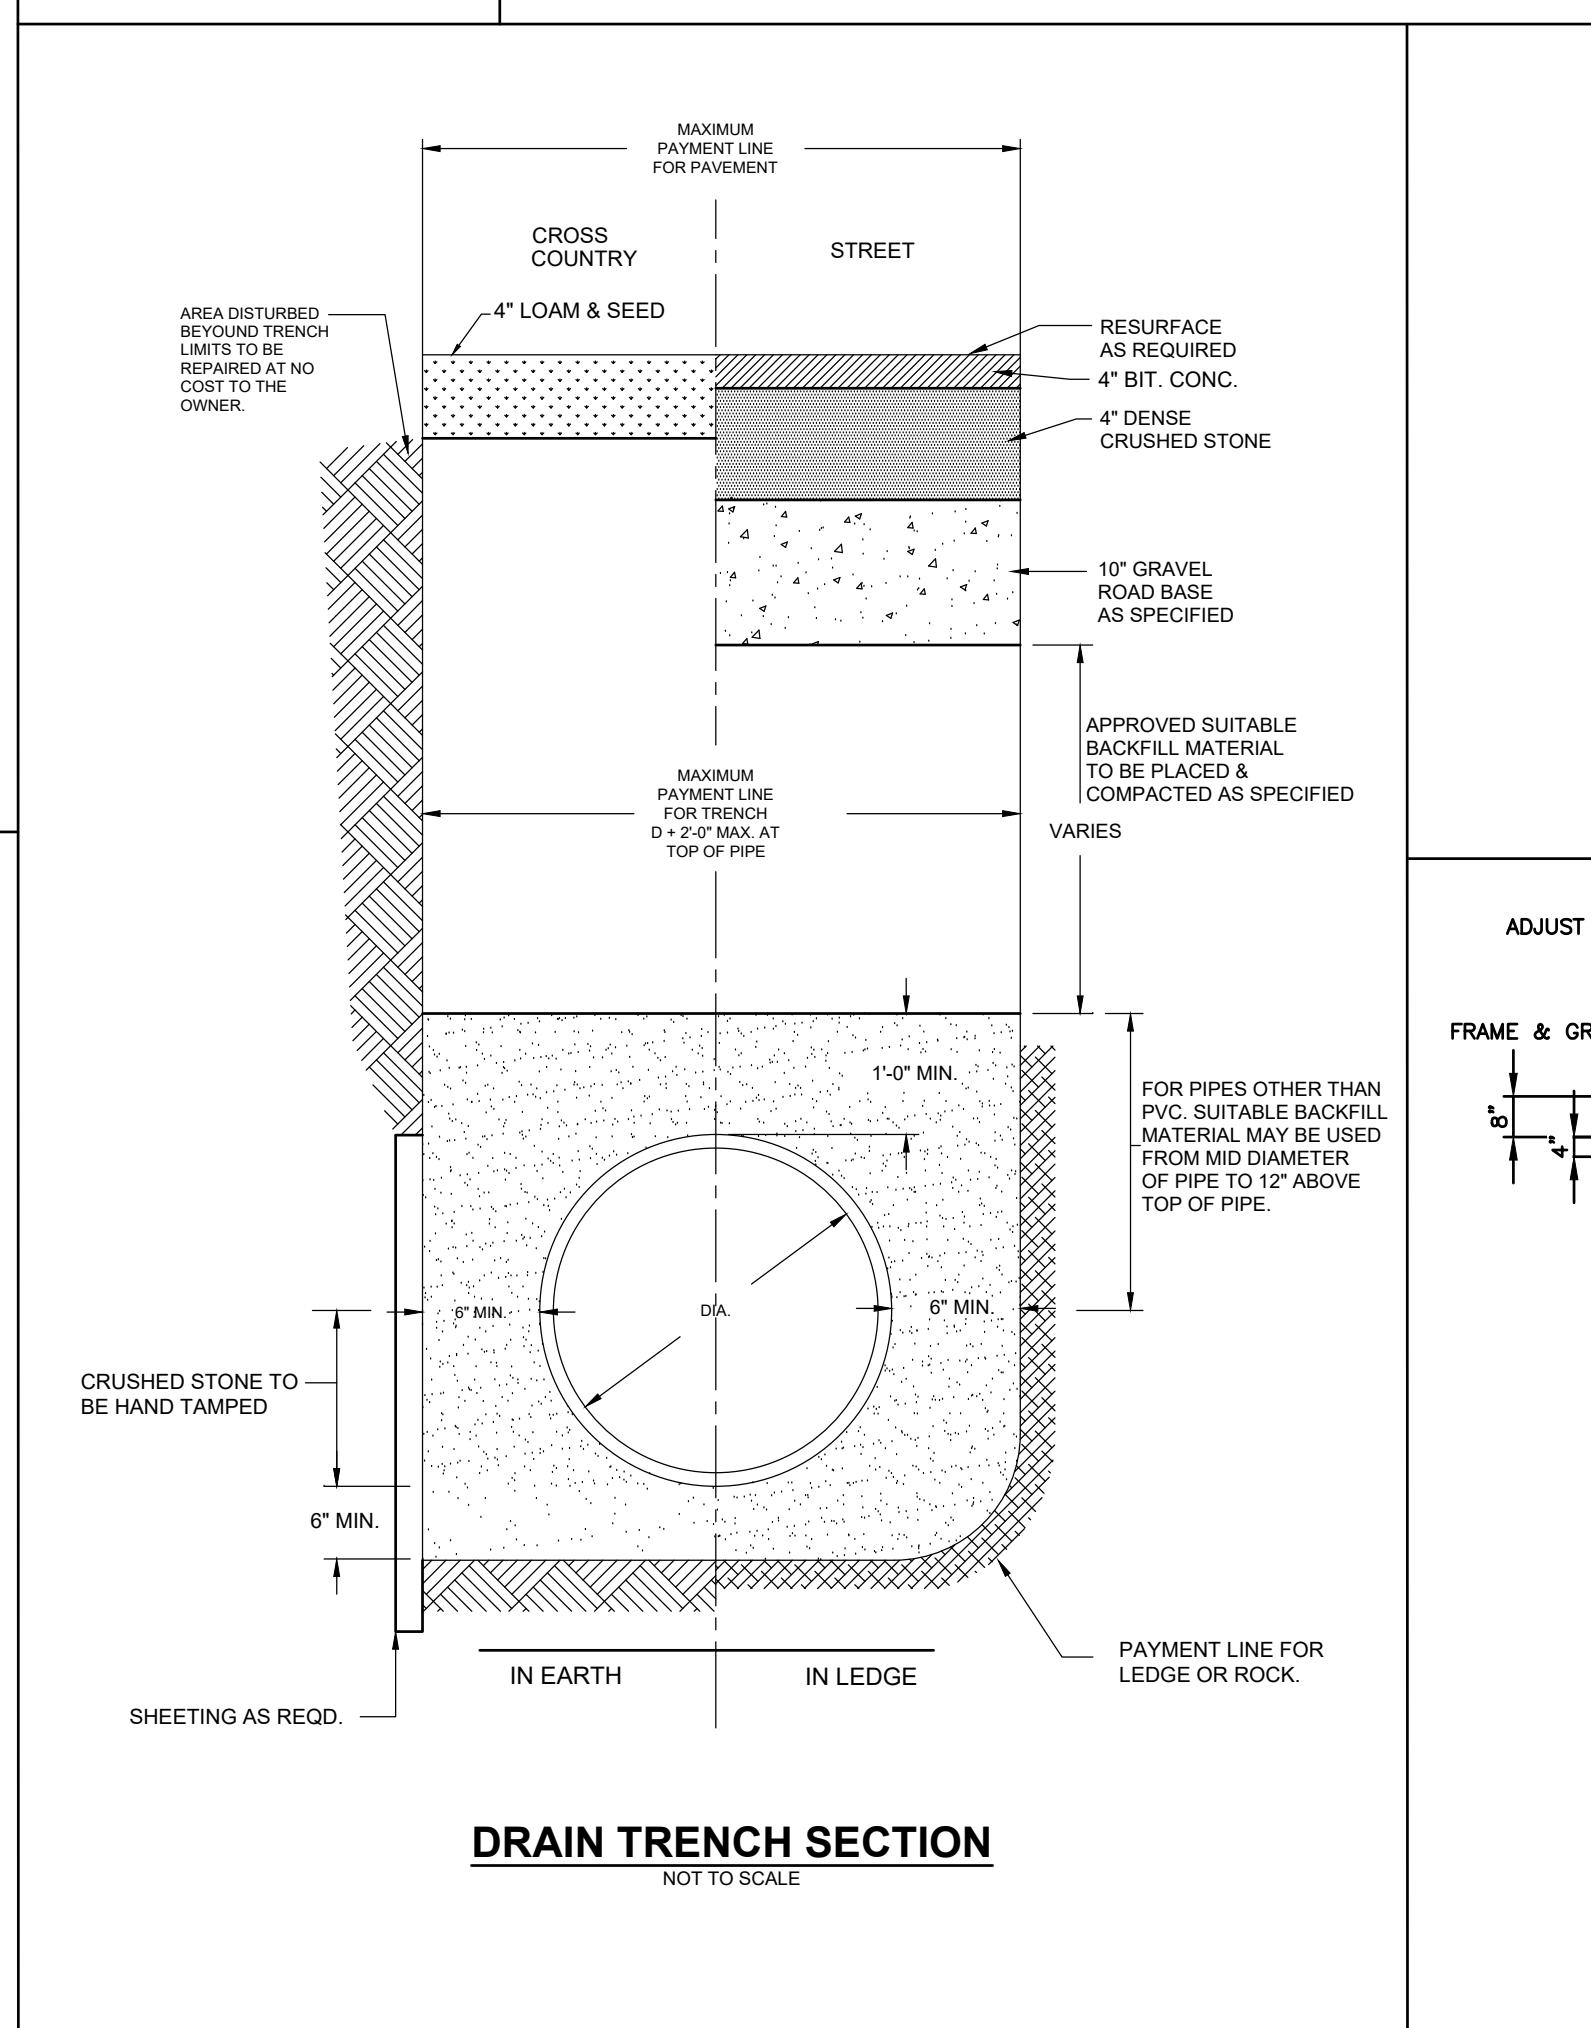 MAXIMUM
PAYMENT LINE
FOR PAVEMENT
CROSS
COUNTRY
STREET
4" LOAM & SEED
AREA DISTURBED
BEYOUND TRENCH
LIMITS TO BE
REPAIRED AT NO
COST TO THE
OWNER.
RESURFACE
AS REQUIRED
4" BIT. CONC.
4" DENSE
CRUSHED STONE
10" GRAVEL
ROAD BASE
AS SPECIFIED
APPROVED SUITABLE
BACKFILL MATERIAL
TO BE PLACED &
COMPACTED AS SPECIFIED
VARIES
MAXIMUM
PAYMENT LINE
FOR TRENCH
D + 2'-0" MAX. AT
TOP OF PIPE
1'-0" MIN.
FOR PIPES OTHER THAN
PVC. SUITABLE BACKFILL
MATERIAL MAY BE USED
FROM MID DIAMETER
OF PIPE TO 12" ABOVE
TOP OF PIPE.
6" MIN.
DIA.
6" MIN.
CRUSHED STONE TO
BE HAND TAMPED
6" MIN.
IN EARTH
IN LEDGE
PAYMENT LINE FOR
LEDGE OR ROCK.
SHEETING AS REQD.
DRAIN TRENCH SECTION
NOT TO SCALE
ADJUST
FRAME & GR
8"
4"